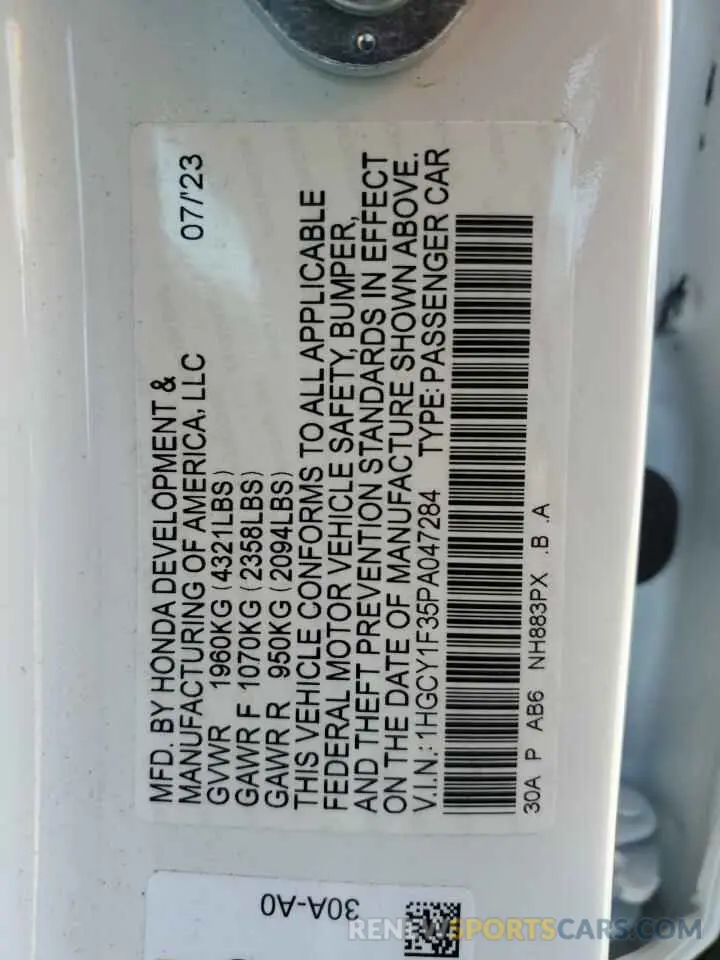 MFD. BY HONDA DEVELOPMENT &
MANUFACTURING OF AMERICA, LLC 07/'23
GVWR 1960KG (4321LBS)
GAWR F 1070KG (2358LBS)
GAWR R 950KG (2094LBS)
THIS VEHICLE CONFORMS TO ALL APPLICABLE
FEDERAL MOTOR VEHICLE SAFETY, BUMPER,
AND THEFT PREVENTION STANDARDS IN EFFECT
ON THE DATE OF MANUFACTURE SHOWN ABOVE.
V.I.N.: 1HGCY1F35PA047284 TYPE: PASSENGER CAR
30A P AB6 NH883PX .B .A
30A-A0
RENEWSPORTSCARS.COM